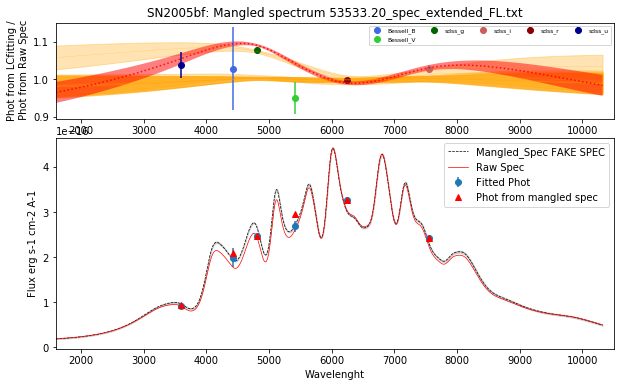 SN2005bf: Mangled spectrum 53533.20_spec_extended_FL.txt
Phot from LCfitting /
Phot from Raw Spec
1.1
1.0
0.9
Bessell_B
Bessell_V
sdss_g
sdss_i
sdss_r
sdss_u
2000 3000 4000 5000 6000 7000 8000 9000 10000
1e−16
Flux erg s-1 cm-2 A-1
4
3
2
1
0
Mangled_Spec FAKE SPEC
Raw Spec
Fitted Phot
Phot from mangled spec
2000 3000 4000 5000 6000 7000 8000 9000 10000
Wavelenght